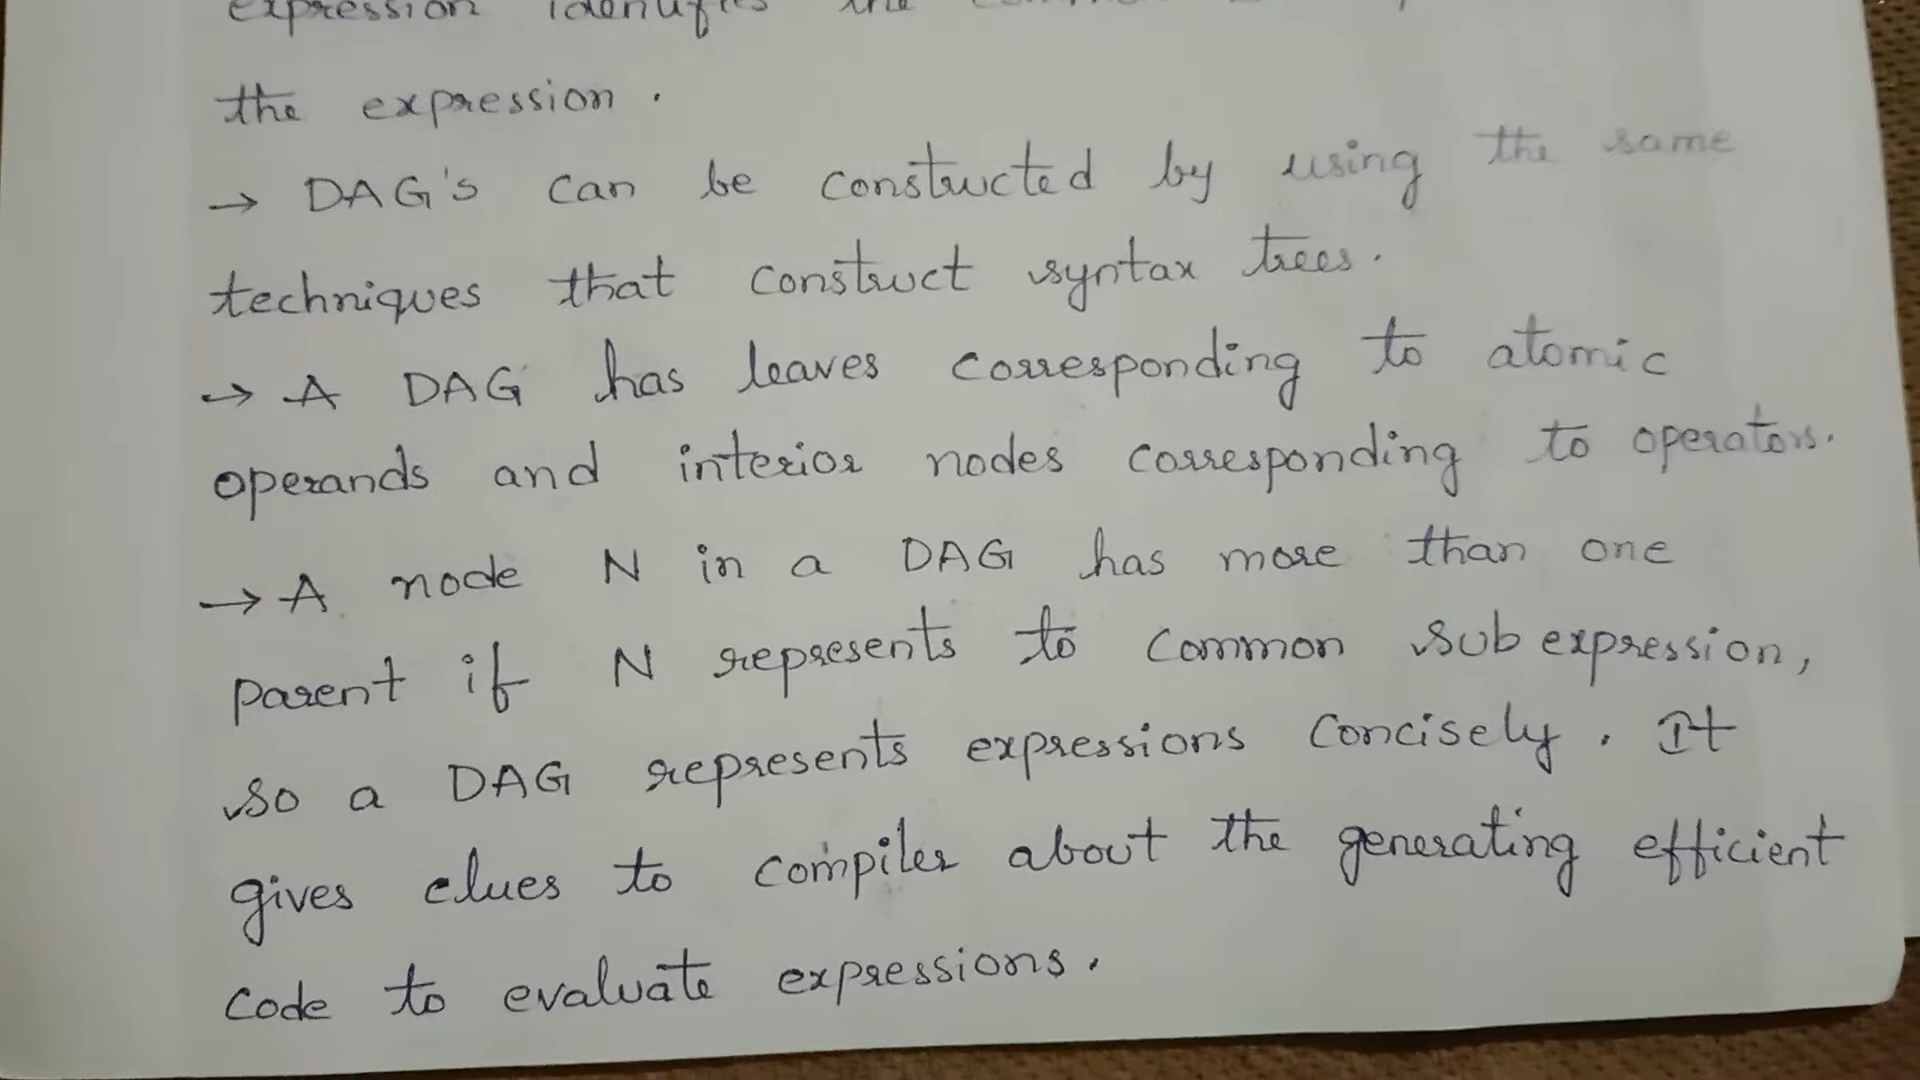 expression identifies the
the expression.
→ DAG's can be constructed by using the same
techniques that construct syntax trees.
→ A DAG has leaves corresponding to atomic
operands and interior nodes corresponding to operators.
→ A node N in a DAG has more than one
parent if N represents to common sub expression,
so a DAG represents expressions concisely. It
gives clues to compiler about the generating efficient
code to evaluate expressions.